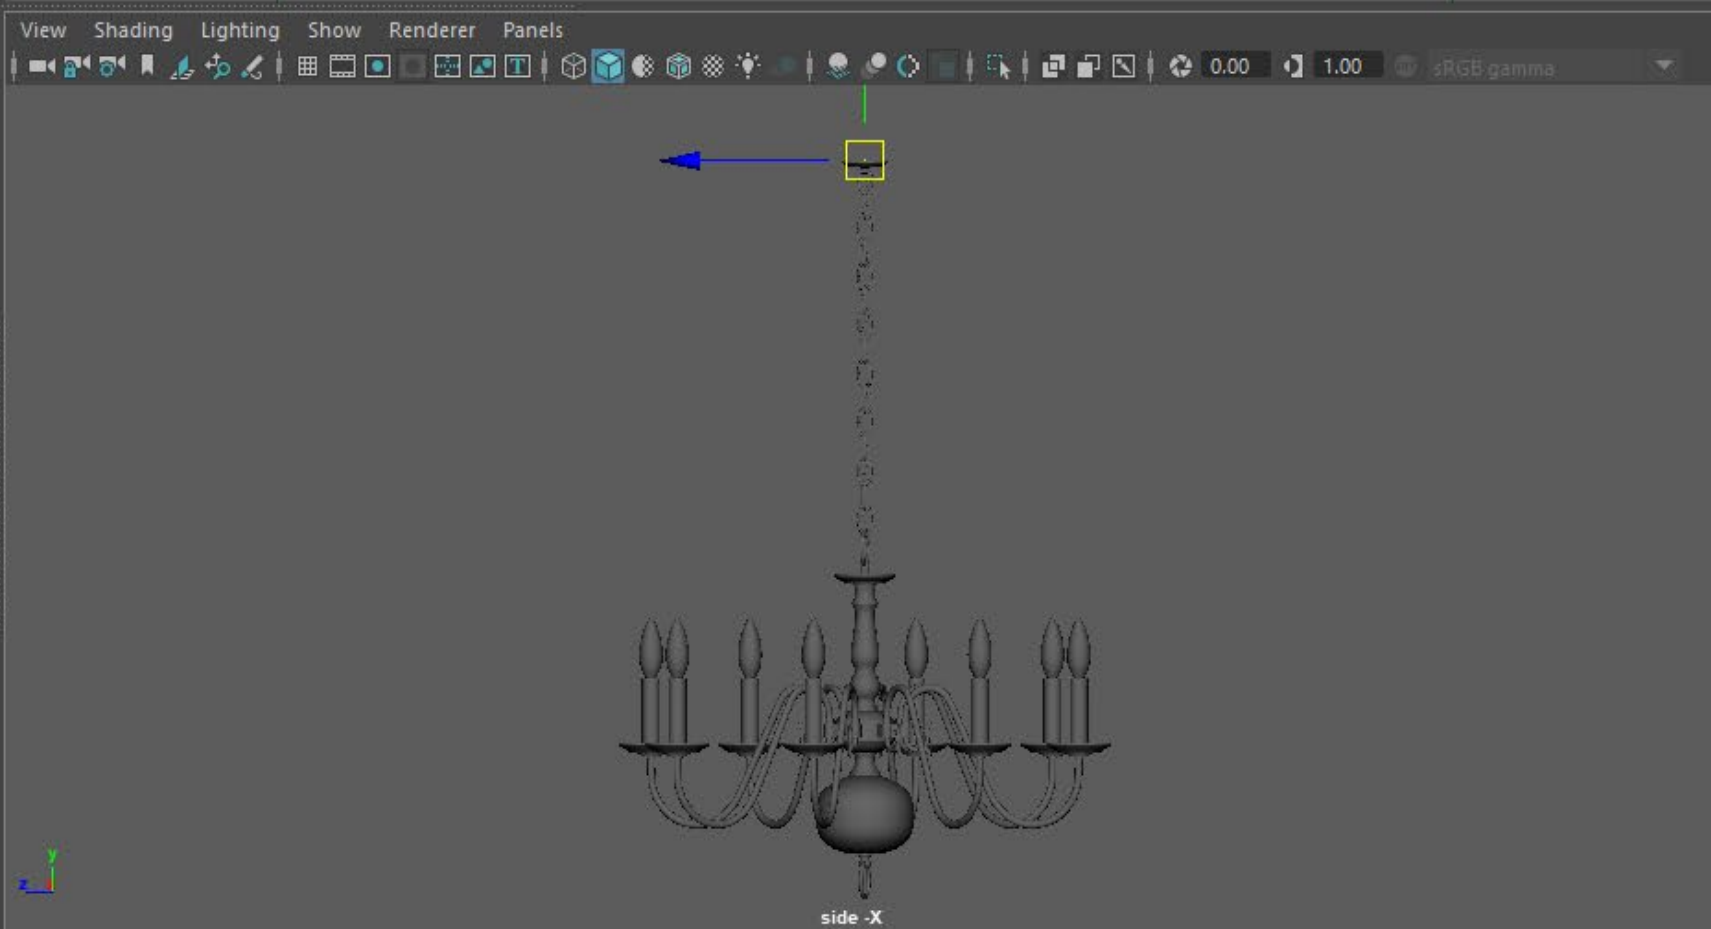 View Shading Lighting Show Renderer Panels
T 0.00 1.00 sRGB gamma
y
z
side -X